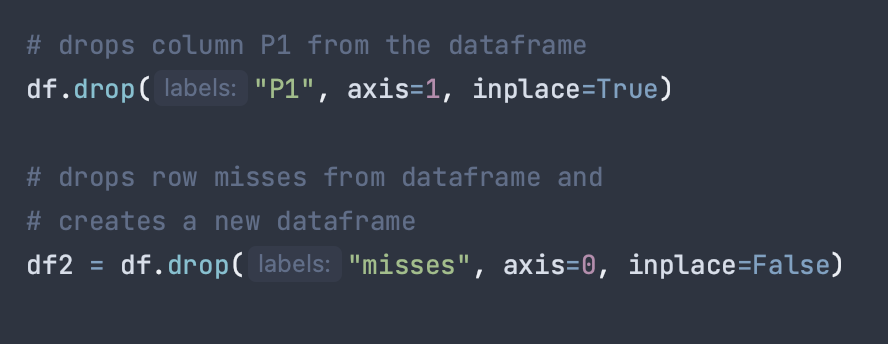 # drops column P1 from the dataframe
df.drop( labels: "P1", axis=1, inplace=True)
# drops row misses from dataframe and
# creates a new dataframe
df2 = df.drop( labels: "misses", axis=0, inplace=False)